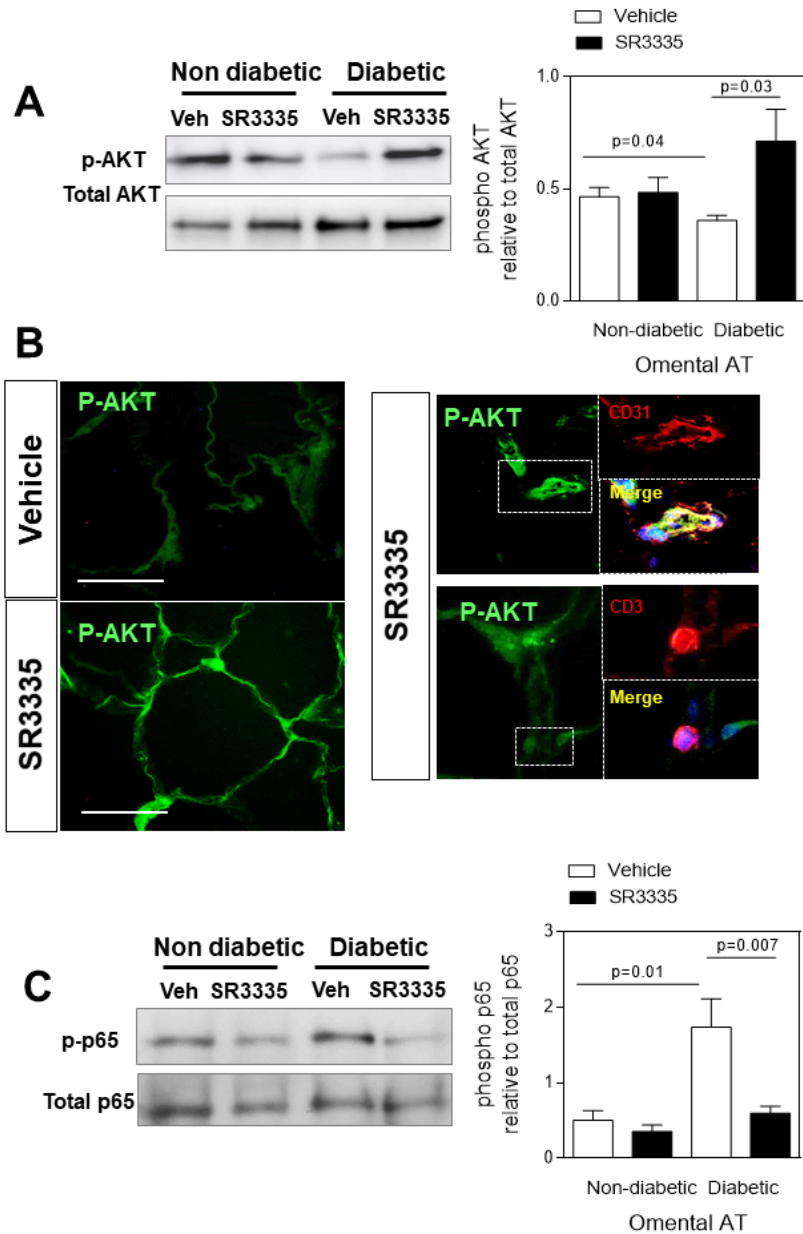 A
Non diabetic Diabetic
Veh SR3335 Veh SR3335
p-AKT
Total AKT
Vehicle
SR3335
phospho AKT
relative to total AKT
1.0
0.5
0.0
p=0.04
p=0.03
Non-diabetic Diabetic
Omental AT
B
Vehicle
P-AKT
SR3335
P-AKT
SR3335
P-AKT
CD31
Merge
P-AKT
CD3
Merge
C
Non diabetic Diabetic
Veh SR3335 Veh SR3335
p-p65
Total p65
Vehicle
SR3335
phospho p65
relative to total p65
3
2
1
0
p=0.01
p=0.007
Non-diabetic Diabetic
Omental AT